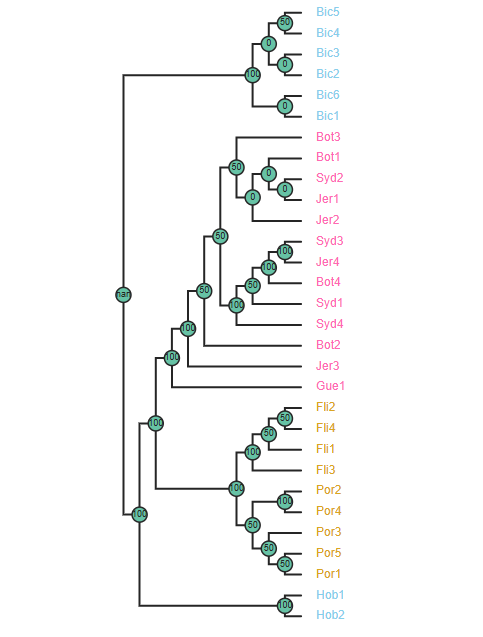 Bic5
50
Bic4
0
Bic3
0
Bic2
100
Bic6
0
Bic1
Bot3
50
Bot1
0
Syd2
0
Jer1
0
Jer2
50
Syd3
100
Jer4
100
Bot4
50
Syd1
100
Syd4
50
Bot2
100
Jer3
100
Gue1
nan
Fli2
50
Fli4
100
50
Fli1
100
Fli3
100
Por2
100
Por4
100
50
Por3
50
Por5
50
Por1
Hob1
100
Hob2